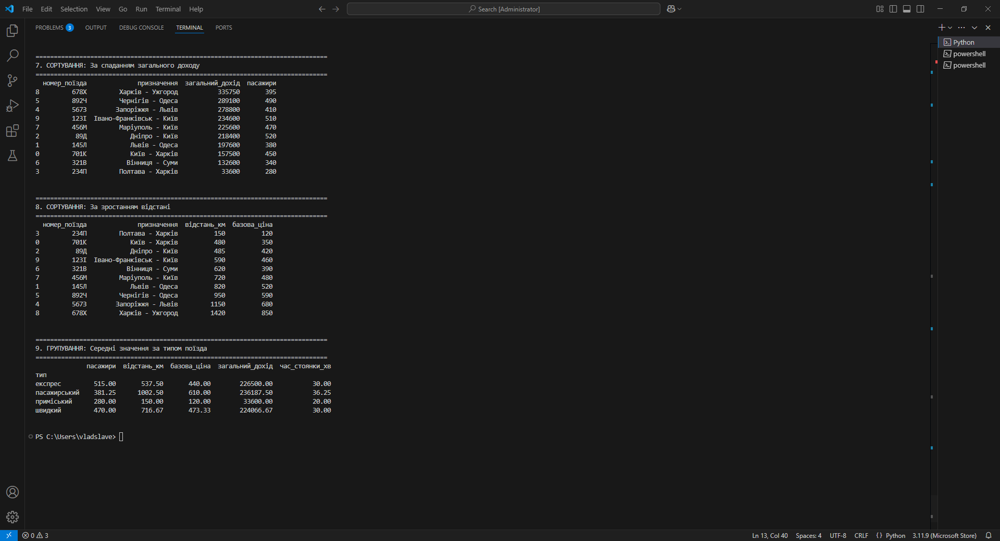 File Edit Selection View Go Run Terminal Help
Search [Administrator]
PROBLEMS 3 OUTPUT DEBUG CONSOLE TERMINAL PORTS
Python
powershell
powershell
================================================================================
7. СОРТУВАННЯ: За спаданням загального доходу
================================================================================
номер_поїзда призначення загальний_дохід пасажири
8 678Х Харків - Ужгород 335750 395
5 892Ч Чернігів - Одеса 289100 490
4 567З Запоріжжя - Львів 278800 410
9 123І Івано-Франківськ - Київ 234600 510
7 456М Маріуполь - Київ 225600 470
2 89Д Дніпро - Київ 218400 520
1 145Л Львів - Одеса 197600 380
0 701К Київ - Харків 157500 450
6 321В Вінниця - Суми 132600 340
3 234П Полтава - Харків 33600 280
================================================================================
8. СОРТУВАННЯ: За зростанням відстані
================================================================================
номер_поїзда призначення відстань_км базова_ціна
3 234П Полтава - Харків 150 120
0 701К Київ - Харків 480 350
2 89Д Дніпро - Київ 485 420
9 123І Івано-Франківськ - Київ 590 460
6 321В Вінниця - Суми 620 390
7 456М Маріуполь - Київ 720 480
1 145Л Львів - Одеса 820 520
5 892Ч Чернігів - Одеса 950 590
4 567З Запоріжжя - Львів 1150 680
8 678Х Харків - Ужгород 1420 850
================================================================================
9. ГРУПУВАННЯ: Середні значення за типом поїзда
================================================================================
пасажири відстань_км базова_ціна загальний_дохід час_стоянки_хв
тип
експрес 515.00 537.50 440.00 226500.00 30.00
пасажирський 381.25 1002.50 610.00 236187.50 36.25
приміський 280.00 150.00 120.00 33600.00 20.00
швидкий 470.00 716.67 473.33 224066.67 30.00
PS C:\Users\vladslave>
0 3 Ln 13, Col 40 Spaces: 4 UTF-8 CRLF {} Python 3.11.9 (Microsoft Store)